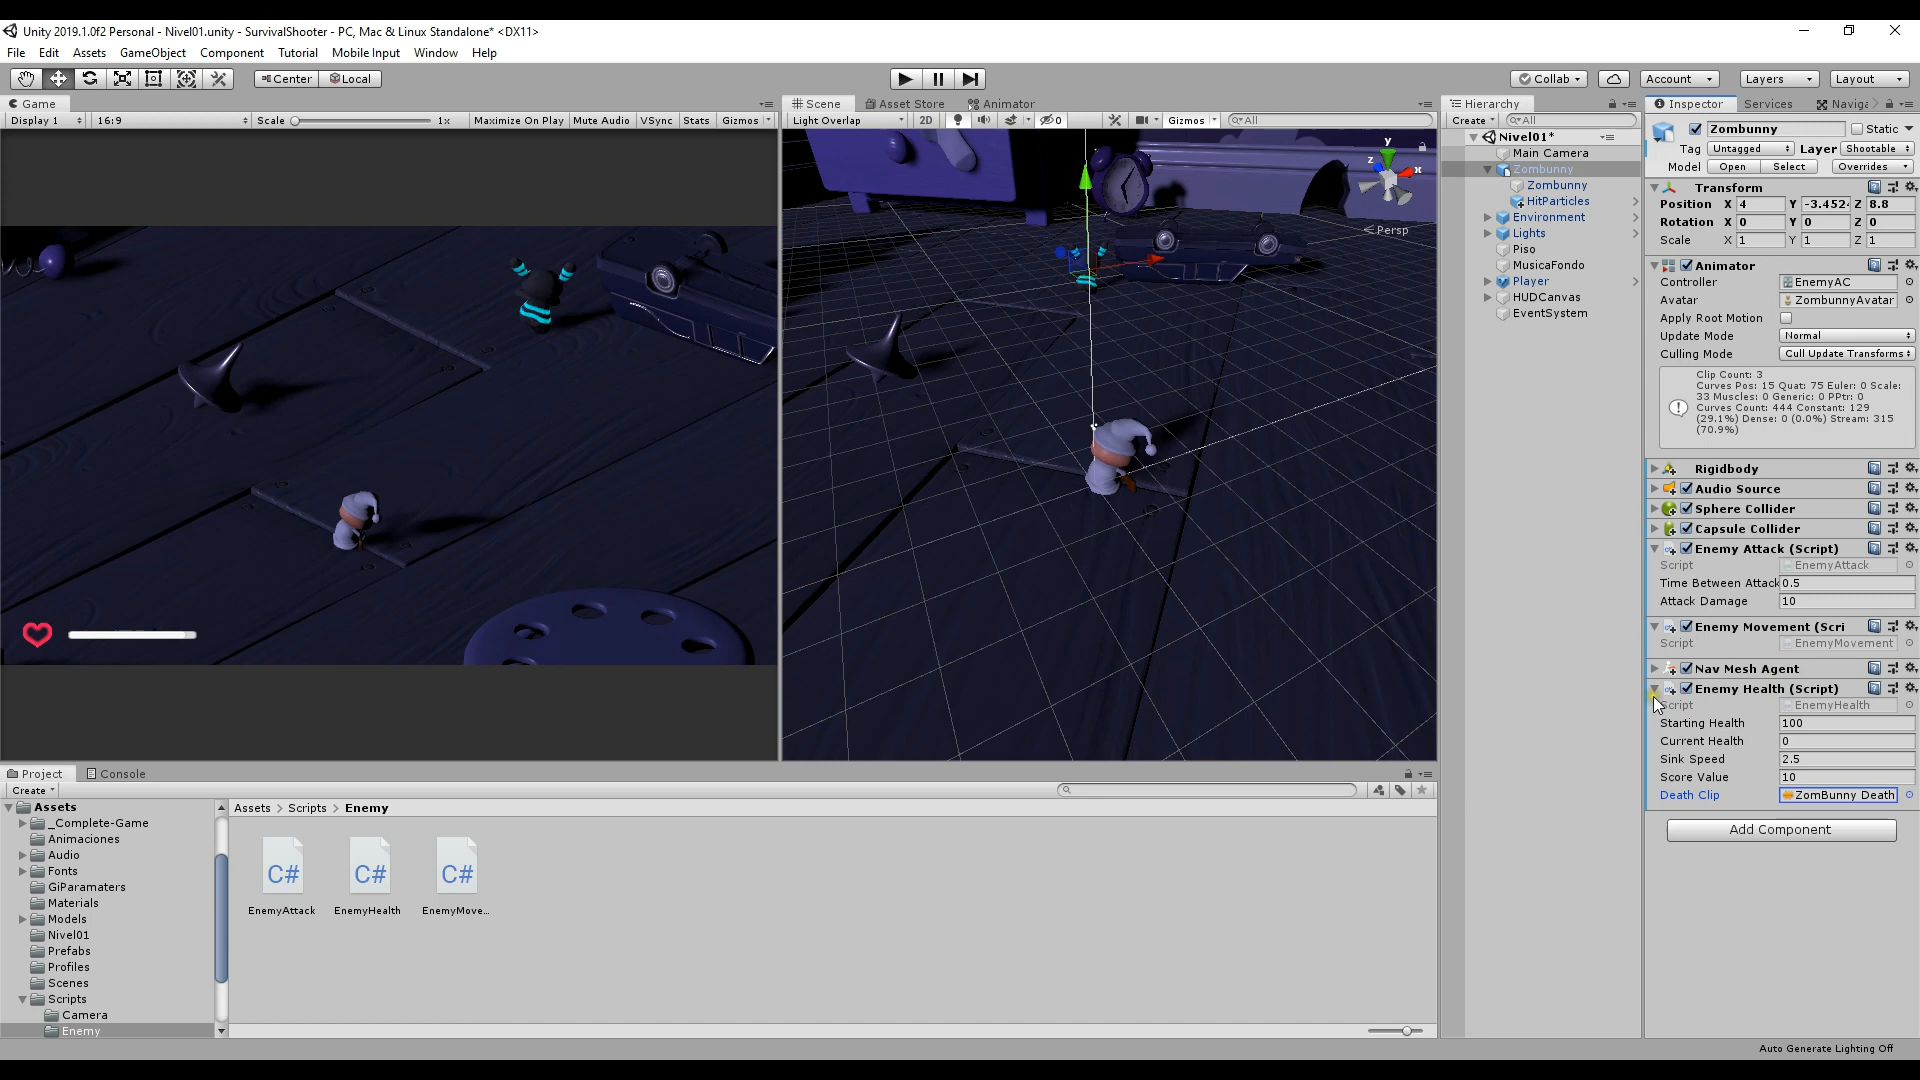 Unity 2019.1.0f2 Personal - Nivel01.unity - SurvivalShooter - PC, Mac & Linux Standalone* <DX11>
File Edit Assets GameObject Component Tutorial Mobile Input Window Help
Center Local
Collab Account Layers Layout
Game
Display 1 16:9 Scale 1x Maximize On Play Mute Audio VSync Stats Gizmos
Scene Asset Store Animator
Light Overlap 2D 0 Gizmos All
y
z x
Persp
Hierarchy
Create All
Nivel01*
Main Camera
Zombunny
Zombunny
HitParticles
Environment
Lights
Piso
MusicaFondo
Player
HUDCanvas
EventSystem
Inspector Services Naviga
Zombunny Static
Tag Untagged Layer Shootable
Model Open Select Overrides
Transform
Position X 4 Y -3.452 Z 8.8
Rotation X 0 Y 0 Z 0
Scale X 1 Y 1 Z 1
Animator
Controller EnemyAC
Avatar ZombunnyAvatar
Apply Root Motion
Update Mode Normal
Culling Mode Cull Update Transforms
Clip Count: 3
Curves Pos: 15 Quat: 75 Euler: 0 Scale:
33 Muscles: 0 Generic: 0 PPtr: 0
Curves Count: 444 Constant: 129
(29.1%) Dense: 0 (0.0%) Stream: 315
(70.9%)
Rigidbody
Audio Source
Sphere Collider
Capsule Collider
Enemy Attack (Script)
Script EnemyAttack
Time Between Attack 0.5
Attack Damage 10
Enemy Movement (Scri
Script EnemyMovement
Nav Mesh Agent
Enemy Health (Script)
Script EnemyHealth
Starting Health 100
Current Health 0
Sink Speed 2.5
Score Value 10
Death Clip ZomBunny Death
Add Component
Project Console
Create
Assets
_Complete-Game
Animaciones
Audio
Fonts
GiParamaters
Materials
Models
Nivel01
Prefabs
Profiles
Scenes
Scripts
Camera
Enemy
Assets > Scripts > Enemy
C# C# C#
EnemyAttack EnemyHealth EnemyMove...
Auto Generate Lighting Off